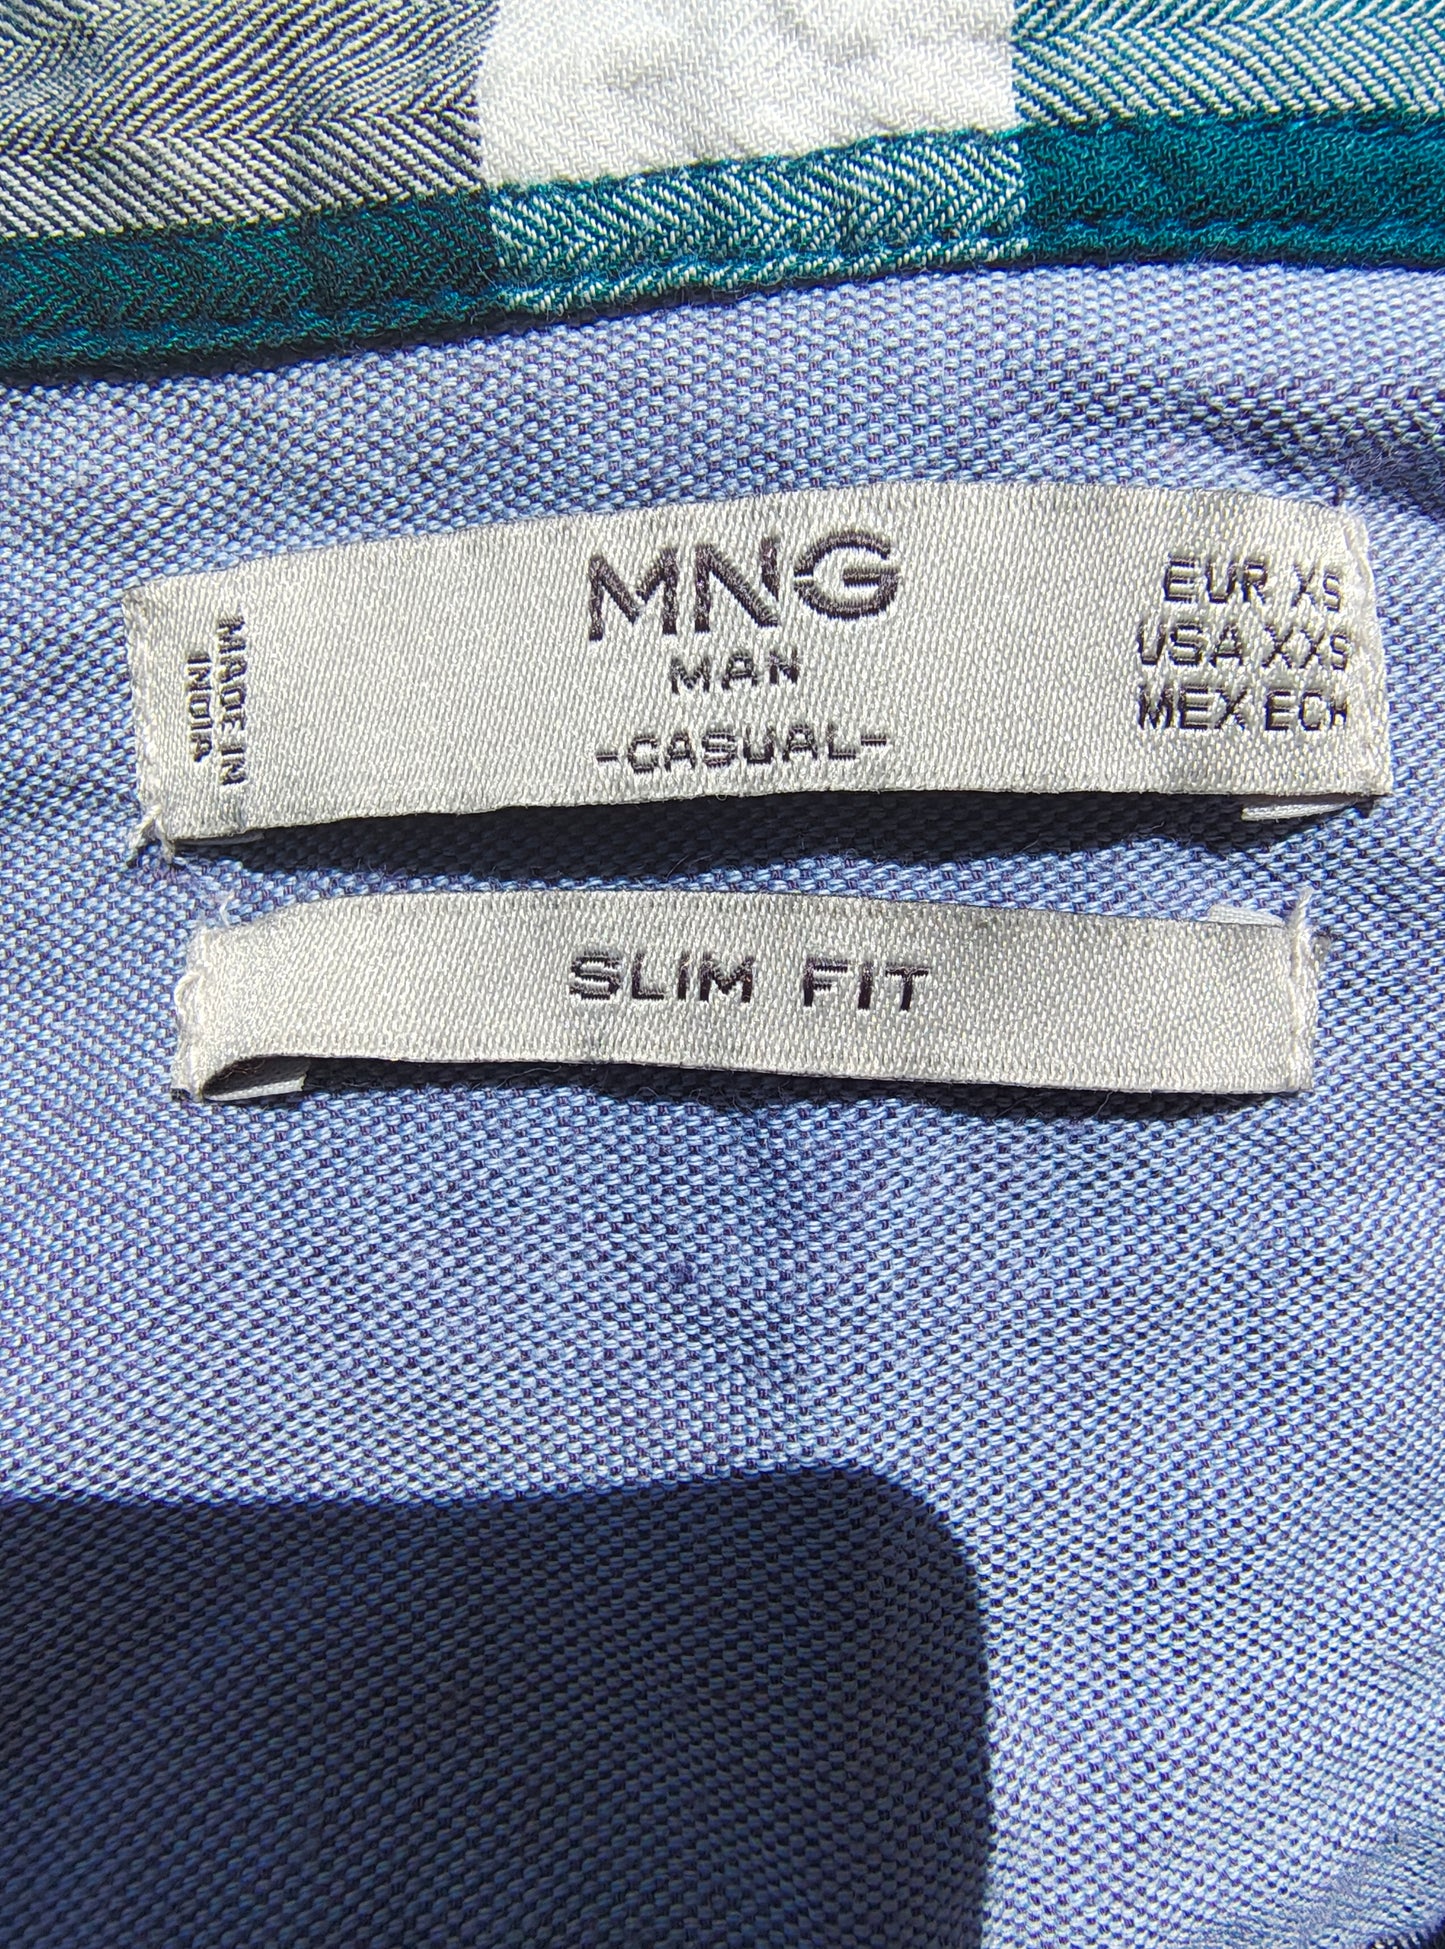 MADE IN
INDIA
MNG
MAN
-CASUAL-
EUR XS
USA XXS
MEX ECH
SLIM FIT